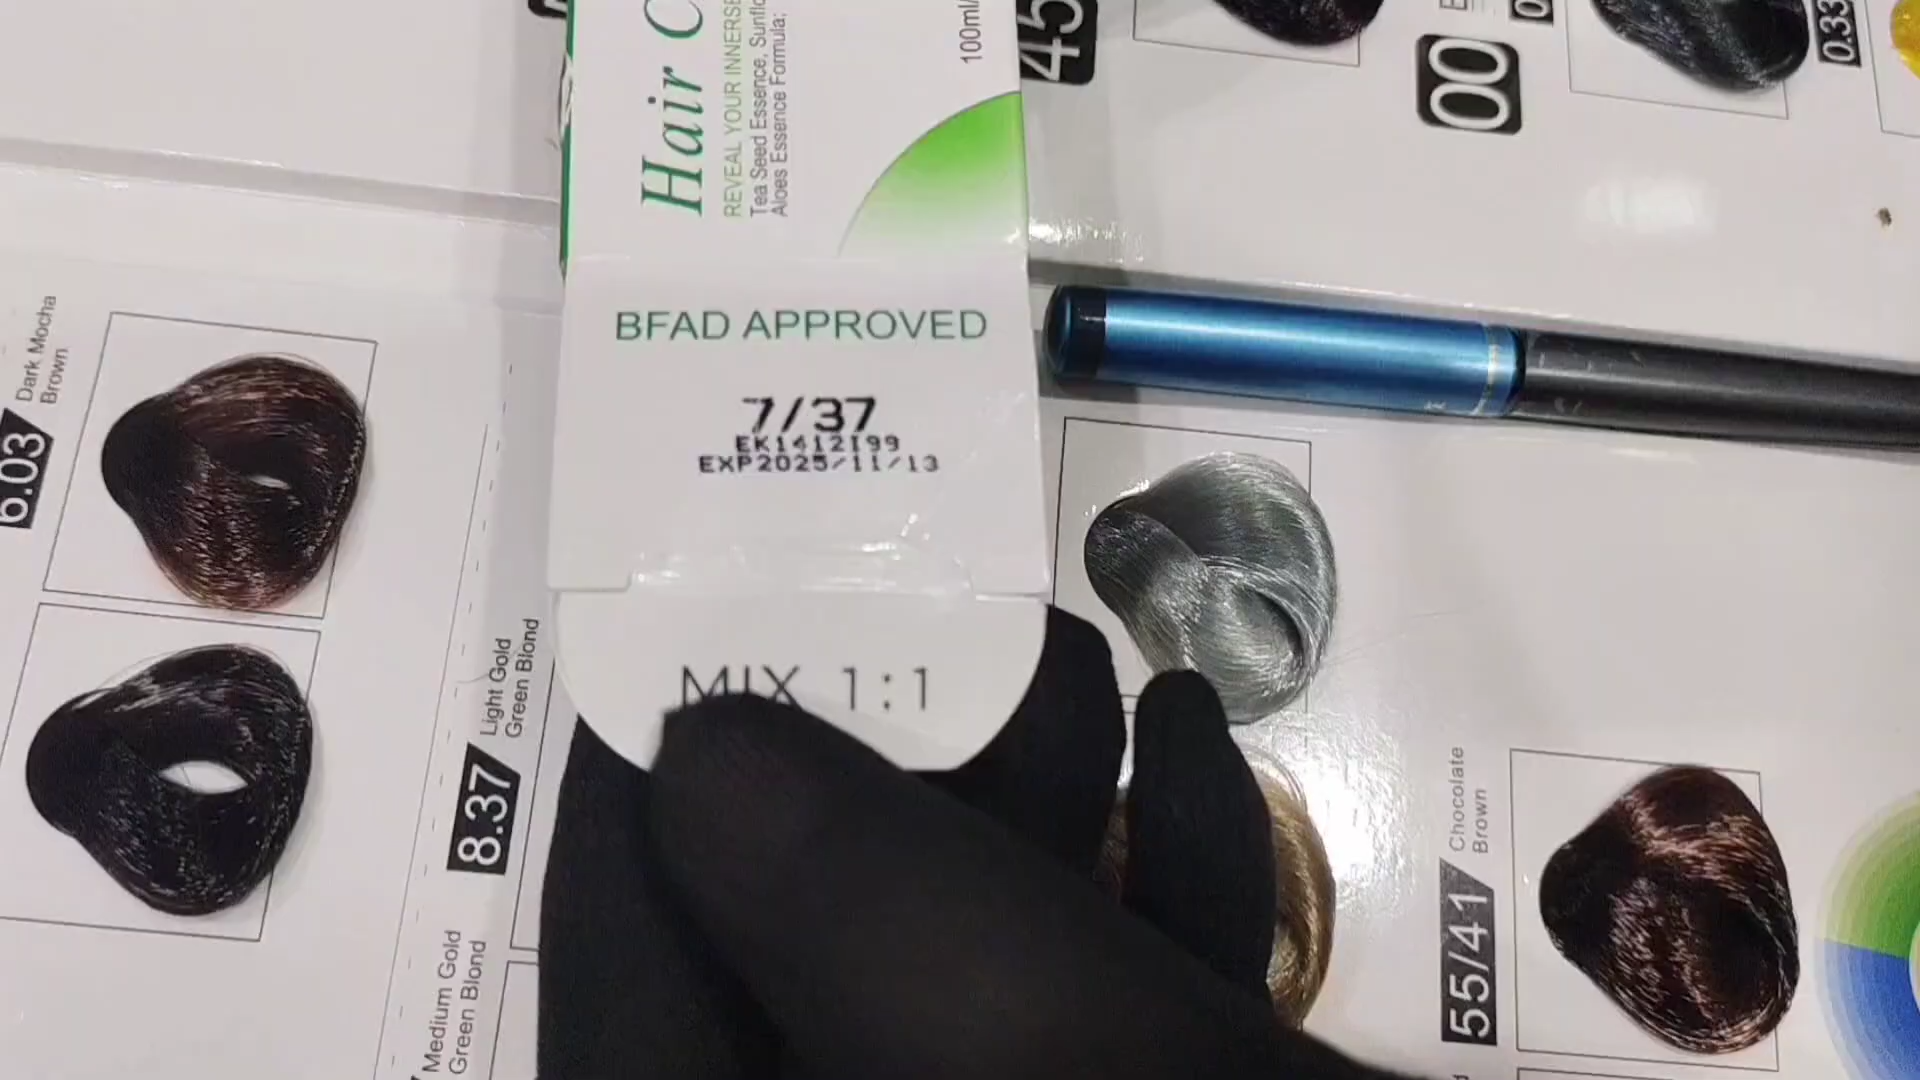 Hair C
REVEAL YOUR INNERSE
Tea Seed Essence, Sunflo
Aloes Essence Formula;
100ml/
BFAD APPROVED
7/37
EK1412I99
EXP2025/11/13
MIX 1:1
45
00
0.33
6.03
Dark Mocha
Brown
8.37
Light Gold
Green Blond
Medium Gold
Green Blond
55/41
Chocolate
Brown